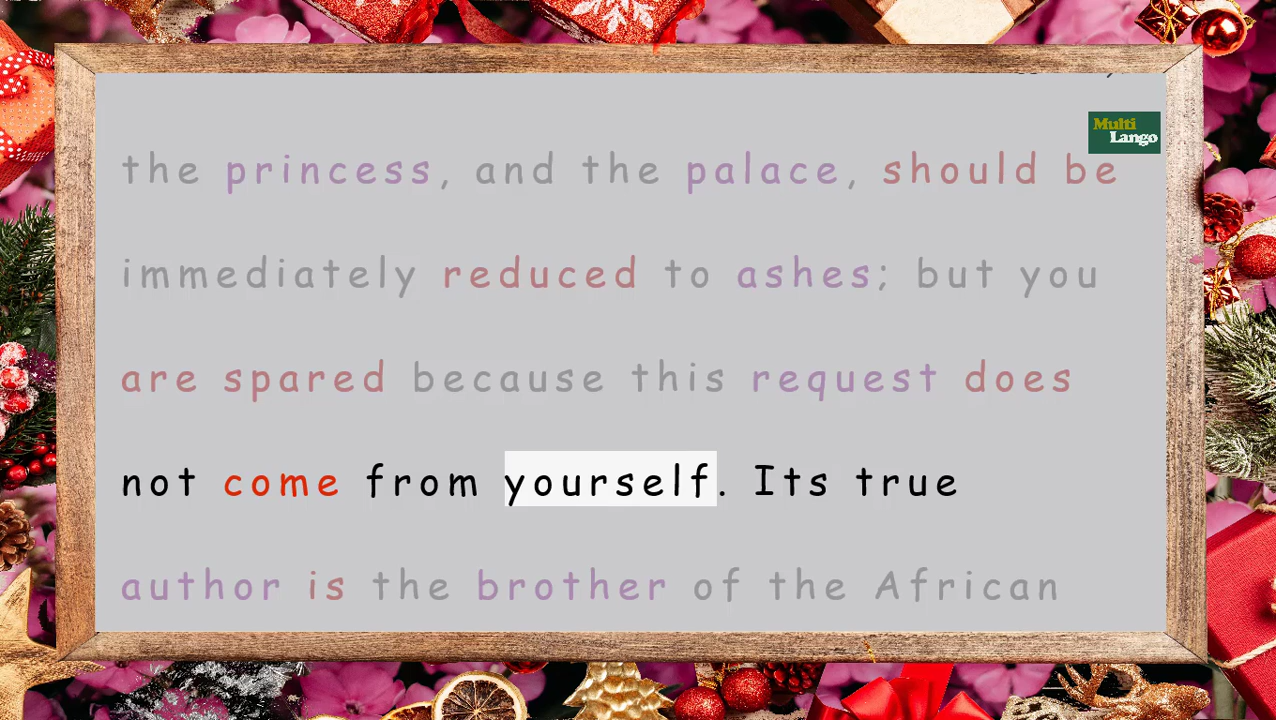 Multi
Lango
the princess, and the palace, should be
immediately reduced to ashes; but you
are spared because this request does
not come from yourself. Its true
author is the brother of the African